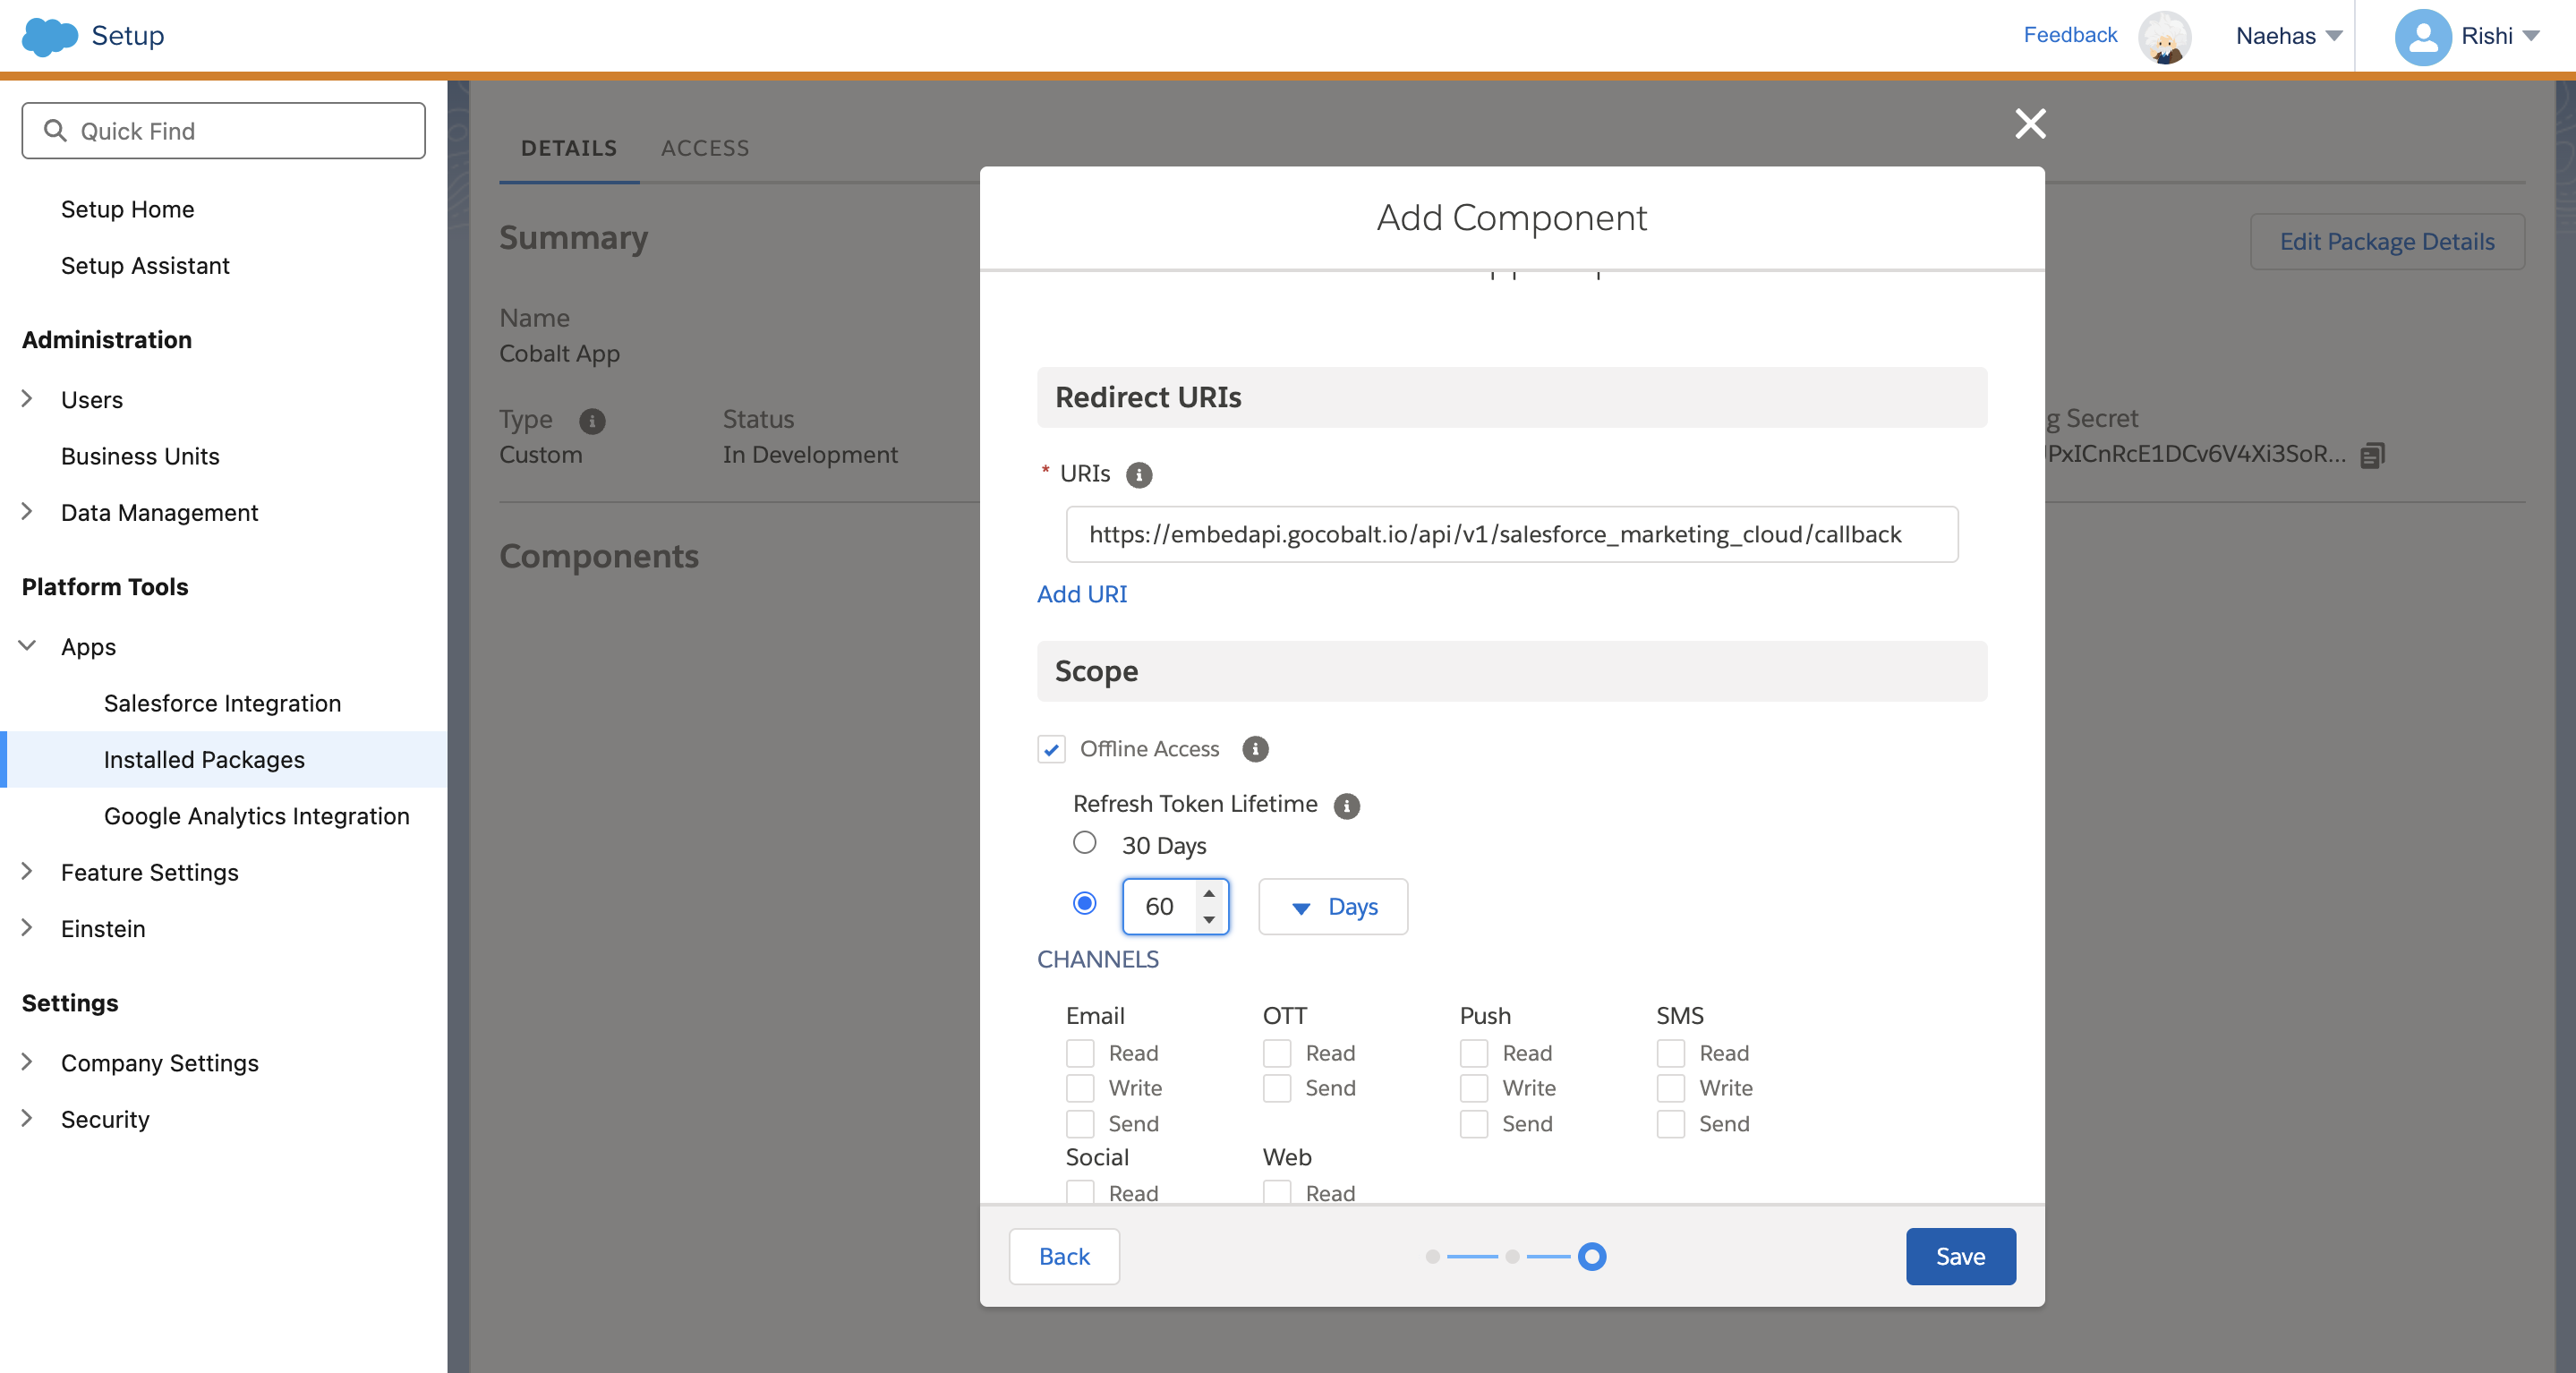 Setup
Feedback
Naehas
Rishi
Quick Find
Setup Home
Setup Assistant
Administration
Users
Business Units
Data Management
Platform Tools
Apps
Salesforce Integration
Installed Packages
Google Analytics Integration
Feature Settings
Einstein
Settings
Company Settings
Security
DETAILS ACCESS
Summary
Edit Package Details
Name
Cobalt App
Type Status
Custom In Development
g Secret
PxICnRcE1DCv6V4Xi3SoR...
Components
Add Component
Redirect URIs
* URIs
https://embedapi.gocobalt.io/api/v1/salesforce_marketing_cloud/callback
Add URI
Scope
Offline Access
Refresh Token Lifetime
30 Days
60 Days
CHANNELS
Email OTT Push SMS
Read Read Read Read
Write Send Write Write
Send Send Send
Social Web
Read Read
Back
Save